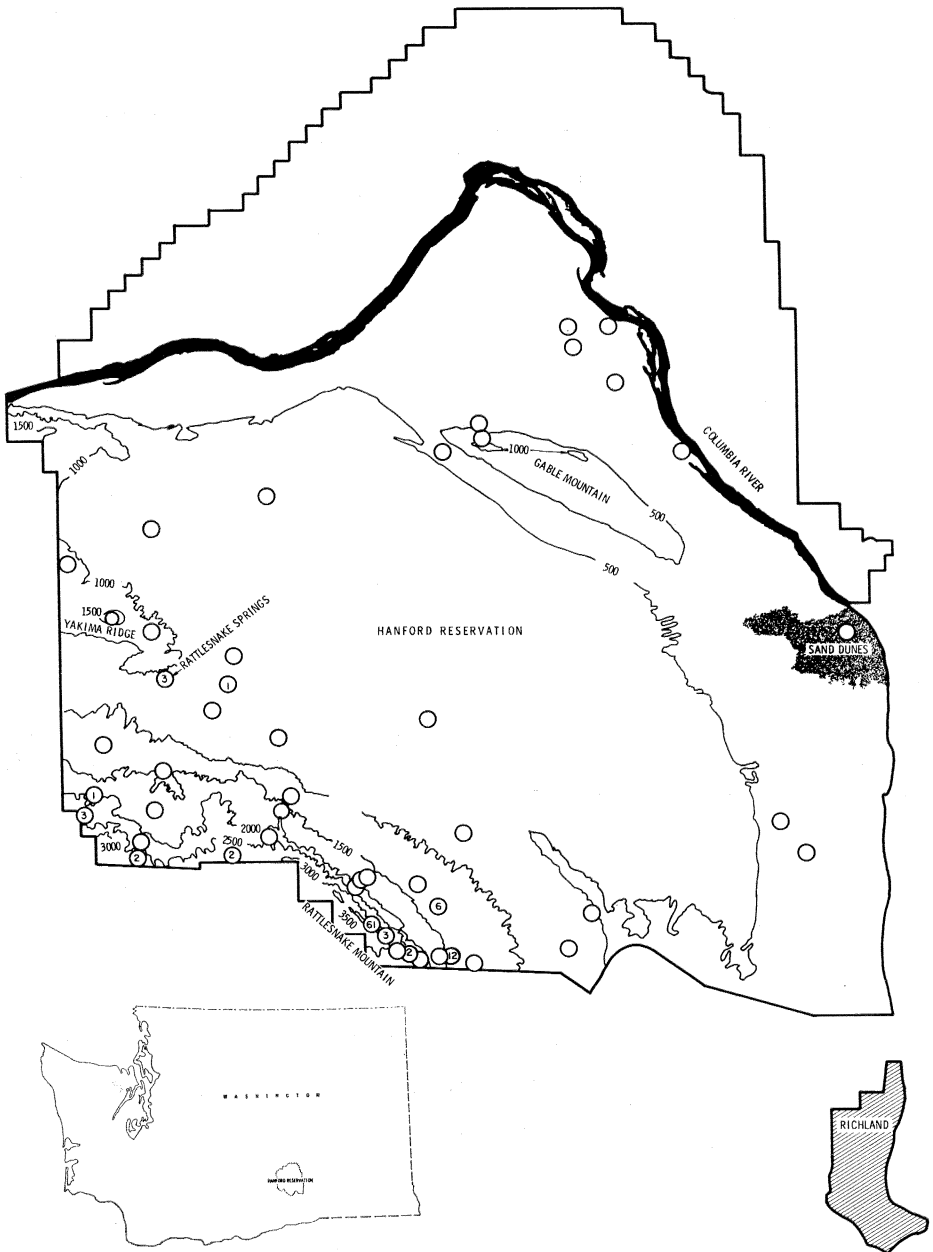 1500
1000
COLUMBIA RIVER
1000
GABLE MOUNTAIN
500
500
1000
1500
YAKIMA RIDGE
RATTLESNAKE SPRINGS
HANFORD RESERVATION
SAND DUNES
3
1
1
3
2000
1500
2500
3000
2
2
3000
6
3500
61
3
RATTLESNAKE MOUNTAIN
2
12
WASHINGTON
HANFORD RESERVATION
RICHLAND